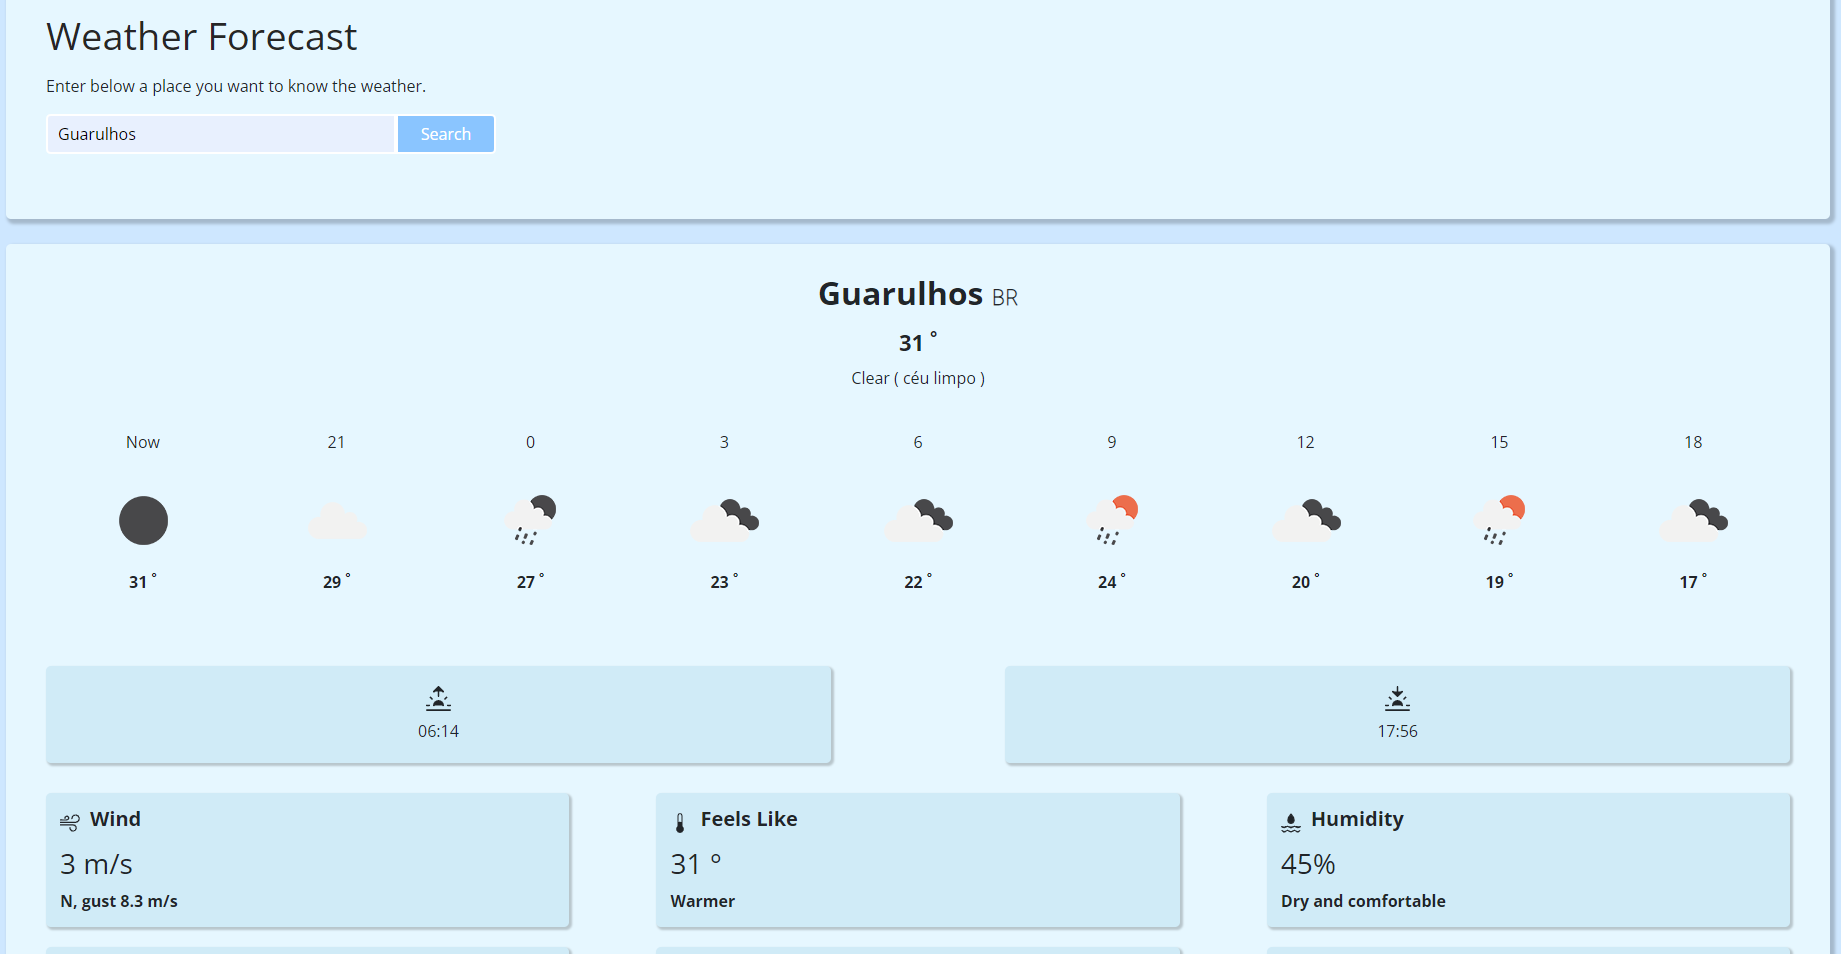 Weather Forecast
Enter below a place you want to know the weather.
Guarulhos Search
Guarulhos BR
31 °
Clear ( céu limpo )
Now 21 0 3 6 9 12 15 18
31 ° 29 ° 27 ° 23 ° 22 ° 24 ° 20 ° 19 ° 17 °
06:14 17:56
Wind
3 m/s
N, gust 8.3 m/s
Feels Like
31 °
Warmer
Humidity
45%
Dry and comfortable